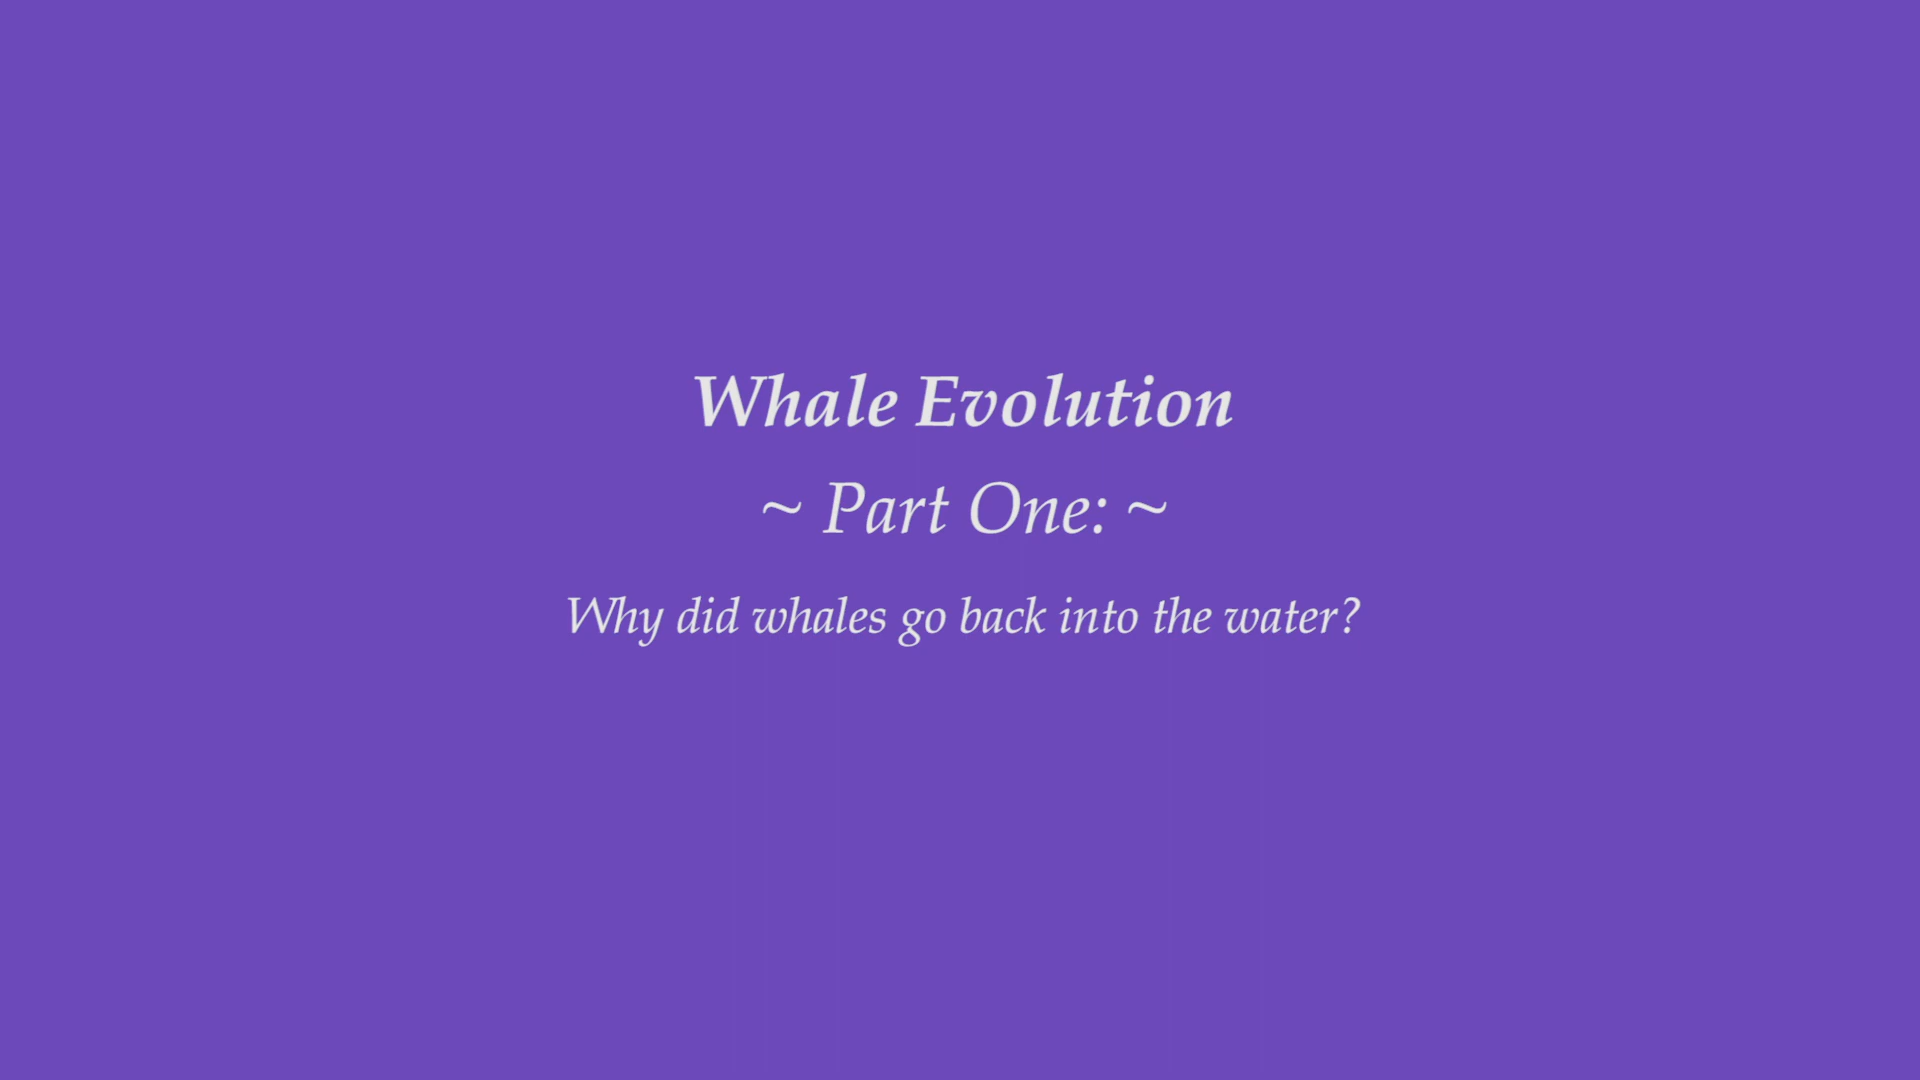 Whale Evolution
~ Part One: ~
Why did whales go back into the water?